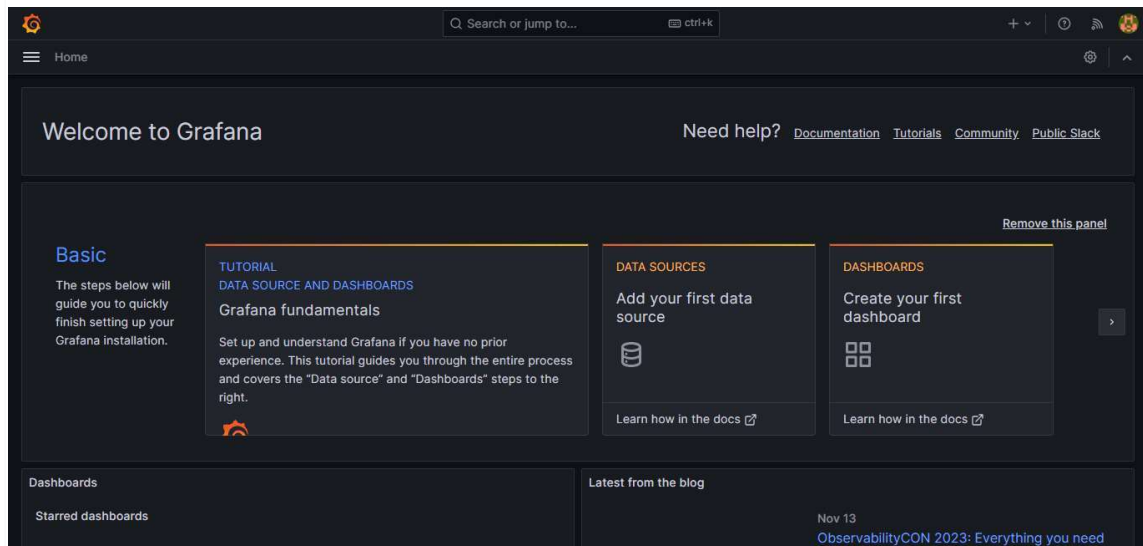 Search or jump to... ctrl+k
Home
Welcome to Grafana
Need help? Documentation Tutorials Community Public Slack
Remove this panel
Basic
The steps below will
guide you to quickly
finish setting up your
Grafana installation.
TUTORIAL
DATA SOURCE AND DASHBOARDS
Grafana fundamentals
Set up and understand Grafana if you have no prior
experience. This tutorial guides you through the entire process
and covers the “Data source” and “Dashboards” steps to the
right.
DATA SOURCES
Add your first data
source
Learn how in the docs
DASHBOARDS
Create your first
dashboard
Learn how in the docs
Dashboards
Starred dashboards
Latest from the blog
Nov 13
ObservabilityCON 2023: Everything you need